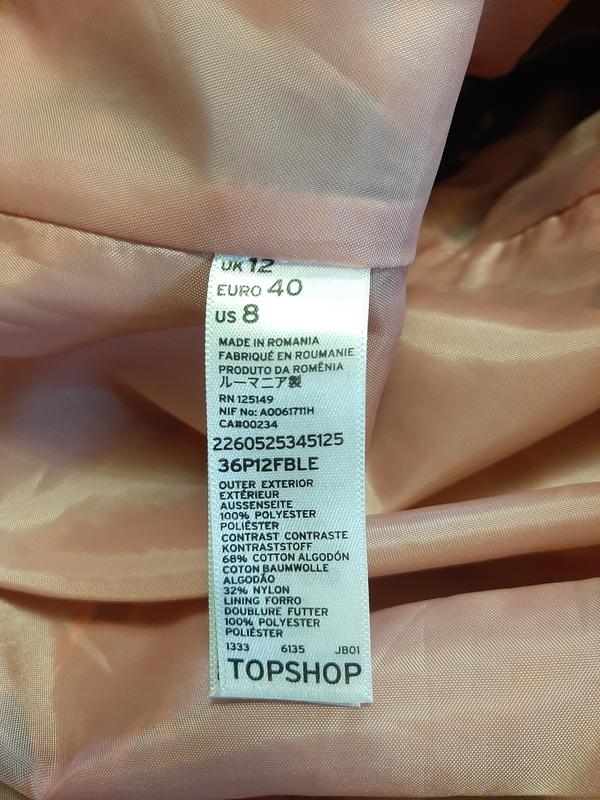 UK 12
EURO 40
US 8
MADE IN ROMANIA
FABRIQUÉ EN ROUMANIE
PRODUTO DA ROMÊNIA
ルーマニア製
RN 125149
NIF No: A0061711H
CA#00234
2260525345125
36P12FBLE
OUTER EXTERIOR
EXTÉRIEUR
AUSSENSEITE
100% POLYESTER
POLIÉSTER
CONTRAST CONTRASTE
KONTRASTSTOFF
68% COTTON ALGODÓN
COTON BAUMWOLLE
ALGODÃO
32% NYLON
LINING FORRO
DOUBLURE FUTTER
100% POLYESTER
POLIÉSTER
1333 6135 JB01
TOPSHOP